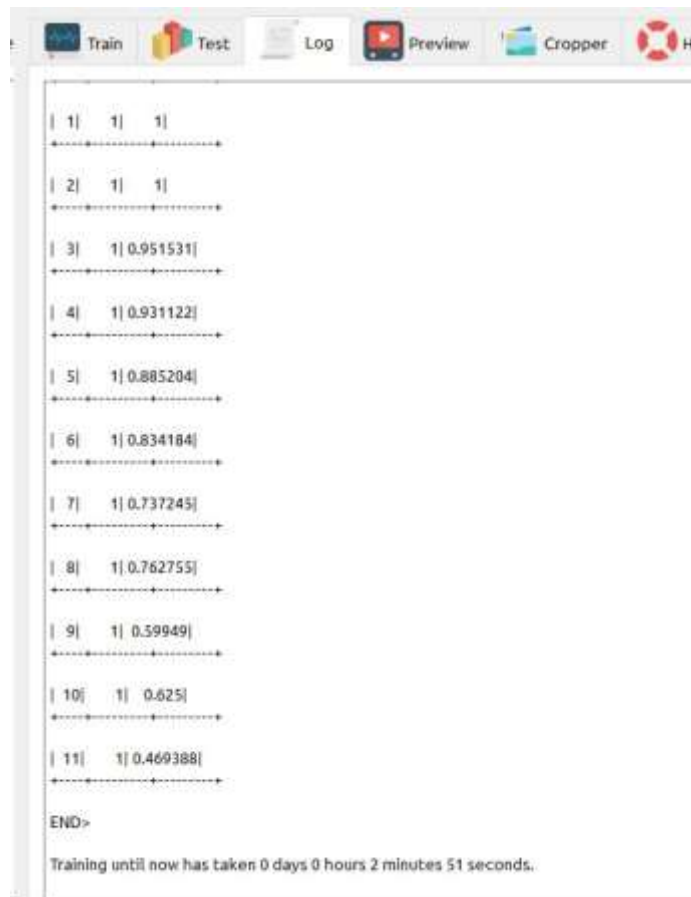 Train Test Log Preview Cropper H
| 1| 1| 1|
+----+---------+---------+
| 2| 1| 1|
+----+---------+---------+
| 3| 1| 0.951531|
+----+---------+---------+
| 4| 1| 0.931122|
+----+---------+---------+
| 5| 1| 0.885204|
+----+---------+---------+
| 6| 1| 0.834184|
+----+---------+---------+
| 7| 1| 0.737245|
+----+---------+---------+
| 8| 1| 0.762755|
+----+---------+---------+
| 9| 1| 0.59949|
+----+---------+---------+
| 10| 1| 0.625|
+----+---------+---------+
| 11| 1| 0.469388|
+----+---------+---------+
END>
Training until now has taken 0 days 0 hours 2 minutes 51 seconds.